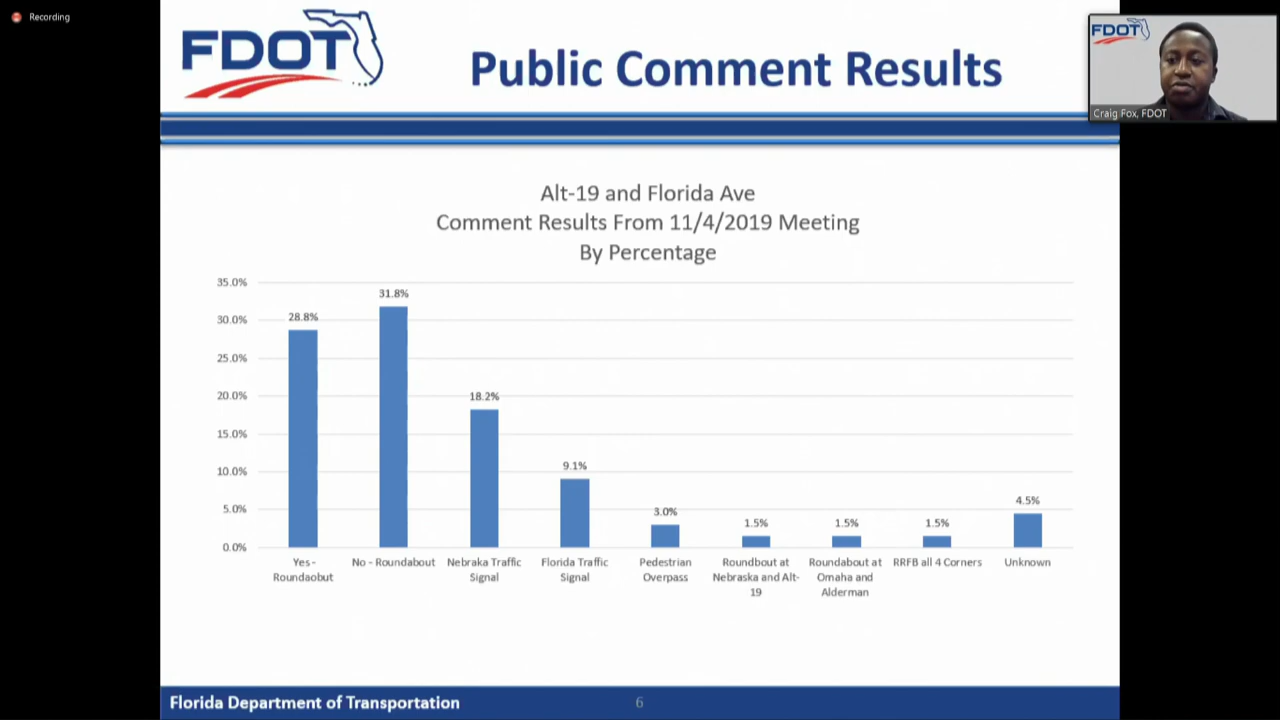 Recording
FDOT
Public Comment Results
FDOT
Craig Fox, FDOT
Alt-19 and Florida Ave
Comment Results From 11/4/2019 Meeting
By Percentage
35.0%
30.0%
25.0%
20.0%
15.0%
10.0%
5.0%
0.0%
28.8%
31.8%
18.2%
9.1%
3.0%
1.5%
1.5%
1.5%
4.5%
Yes -
Roundaobut
No - Roundabout
Nebraka Traffic
Signal
Florida Traffic
Signal
Pedestrian
Overpass
Roundbout at
Nebraska and Alt-
19
Roundabout at
Omaha and
Alderman
RRFB all 4 Corners
Unknown
Florida Department of Transportation
6